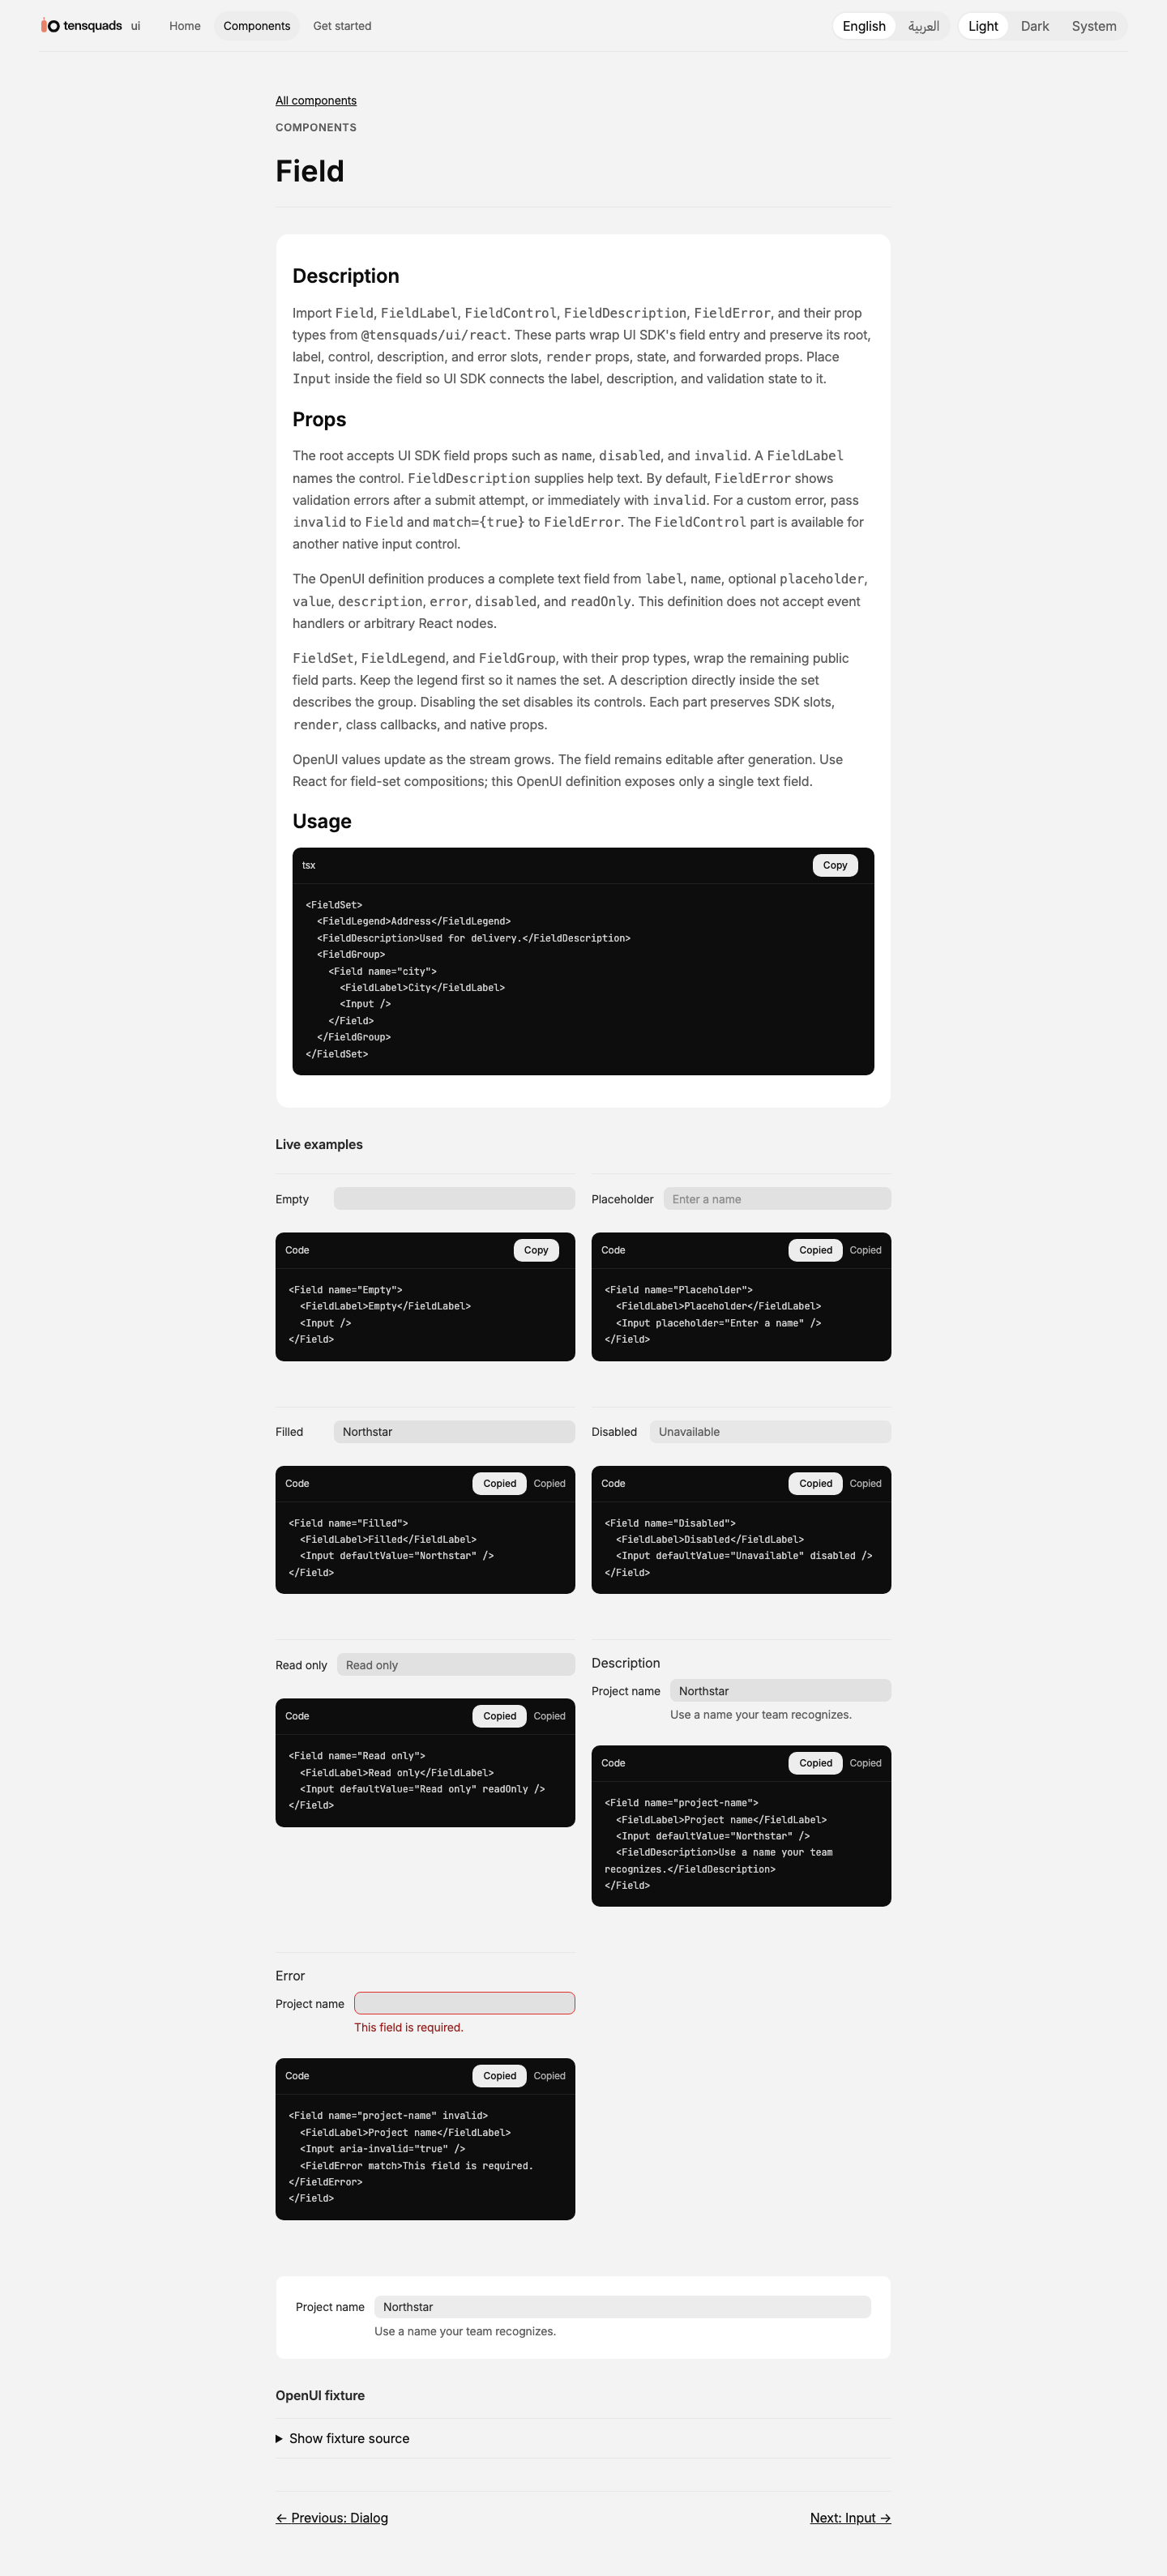 tensquads ui Home Components Get started English العربية Light Dark System
All components
COMPONENTS
Field
Description
Import Field, FieldLabel, FieldControl, FieldDescription, FieldError, and their prop
types from @tensquads/ui/react. These parts wrap UI SDK's field entry and preserve its root,
label, control, description, and error slots, render props, state, and forwarded props. Place
Input inside the field so UI SDK connects the label, description, and validation state to it.
Props
The root accepts UI SDK field props such as name, disabled, and invalid. A FieldLabel
names the control. FieldDescription supplies help text. By default, FieldError shows
validation errors after a submit attempt, or immediately with invalid. For a custom error, pass
invalid to Field and match={true} to FieldError. The FieldControl part is available for
another native input control.
The OpenUI definition produces a complete text field from label, name, optional placeholder,
value, description, error, disabled, and readOnly. This definition does not accept event
handlers or arbitrary React nodes.
FieldSet, FieldLegend, and FieldGroup, with their prop types, wrap the remaining public
field parts. Keep the legend first so it names the set. A description directly inside the set
describes the group. Disabling the set disables its controls. Each part preserves SDK slots,
render, class callbacks, and native props.
OpenUI values update as the stream grows. The field remains editable after generation. Use
React for field-set compositions; this OpenUI definition exposes only a single text field.
Usage
tsx Copy
<FieldSet>
  <FieldLegend>Address</FieldLegend>
  <FieldDescription>Used for delivery.</FieldDescription>
  <FieldGroup>
    <Field name="city">
      <FieldLabel>City</FieldLabel>
      <Input />
    </Field>
  </FieldGroup>
</FieldSet>
Live examples
Empty
Code Copy
<Field name="Empty">
  <FieldLabel>Empty</FieldLabel>
  <Input />
</Field>
Placeholder Enter a name
Code Copied Copied
<Field name="Placeholder">
  <FieldLabel>Placeholder</FieldLabel>
  <Input placeholder="Enter a name" />
</Field>
Filled Northstar
Code Copied Copied
<Field name="Filled">
  <FieldLabel>Filled</FieldLabel>
  <Input defaultValue="Northstar" />
</Field>
Disabled Unavailable
Code Copied Copied
<Field name="Disabled">
  <FieldLabel>Disabled</FieldLabel>
  <Input defaultValue="Unavailable" disabled />
</Field>
Read only Read only
Code Copied Copied
<Field name="Read only">
  <FieldLabel>Read only</FieldLabel>
  <Input defaultValue="Read only" readOnly />
</Field>
Description
Project name Northstar
Use a name your team recognizes.
Code Copied Copied
<Field name="project-name">
  <FieldLabel>Project name</FieldLabel>
  <Input defaultValue="Northstar" />
  <FieldDescription>Use a name your team
recognizes.</FieldDescription>
</Field>
Error
Project name
This field is required.
Code Copied Copied
<Field name="project-name" invalid>
  <FieldLabel>Project name</FieldLabel>
  <Input aria-invalid="true" />
  <FieldError match>This field is required.
</FieldError>
</Field>
Project name Northstar
Use a name your team recognizes.
OpenUI fixture
▶ Show fixture source
← Previous: Dialog Next: Input →